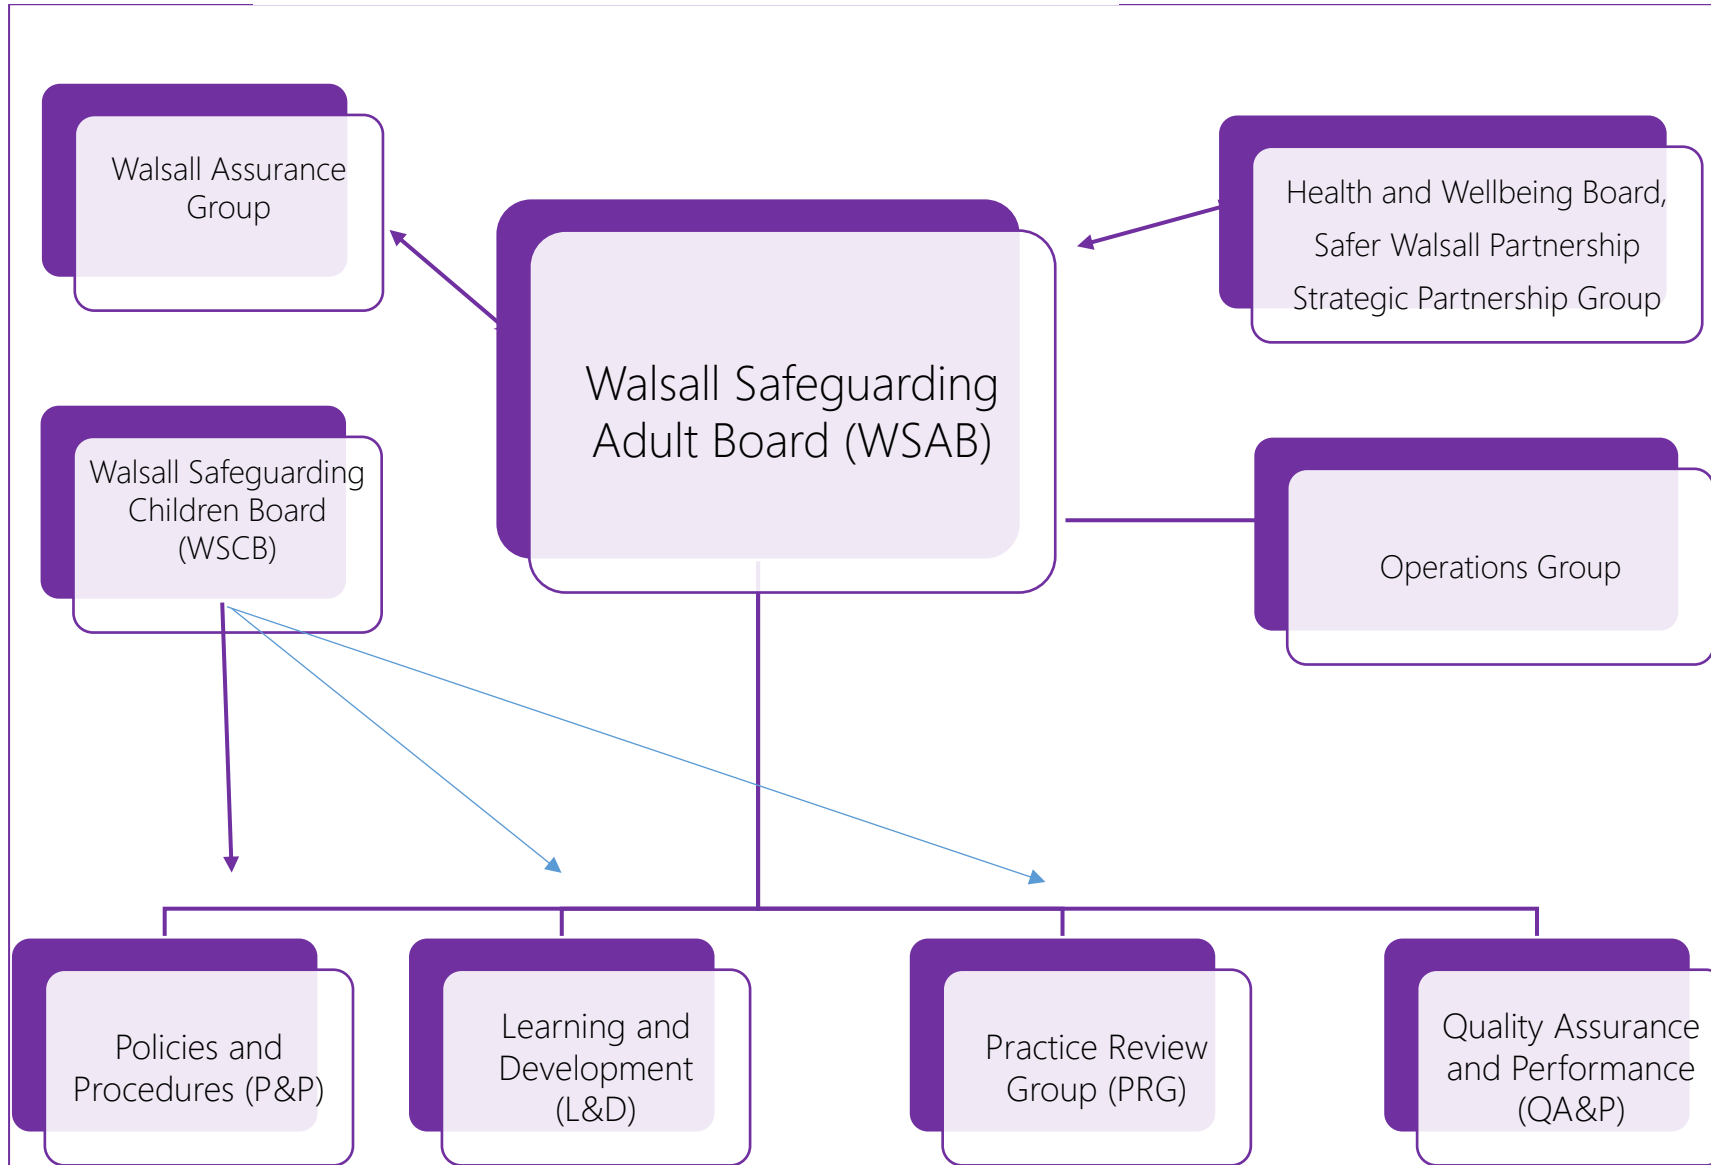 Walsall Assurance
Group
Health and Wellbeing Board,
Safer Walsall Partnership
Strategic Partnership Group
Walsall Safeguarding
Adult Board (WSAB)
Walsall Safeguarding
Children Board
(WSCB)
Operations Group
Policies and
Procedures (P&P)
Learning and
Development
(L&D)
Practice Review
Group (PRG)
Quality Assurance
and Performance
(QA&P)